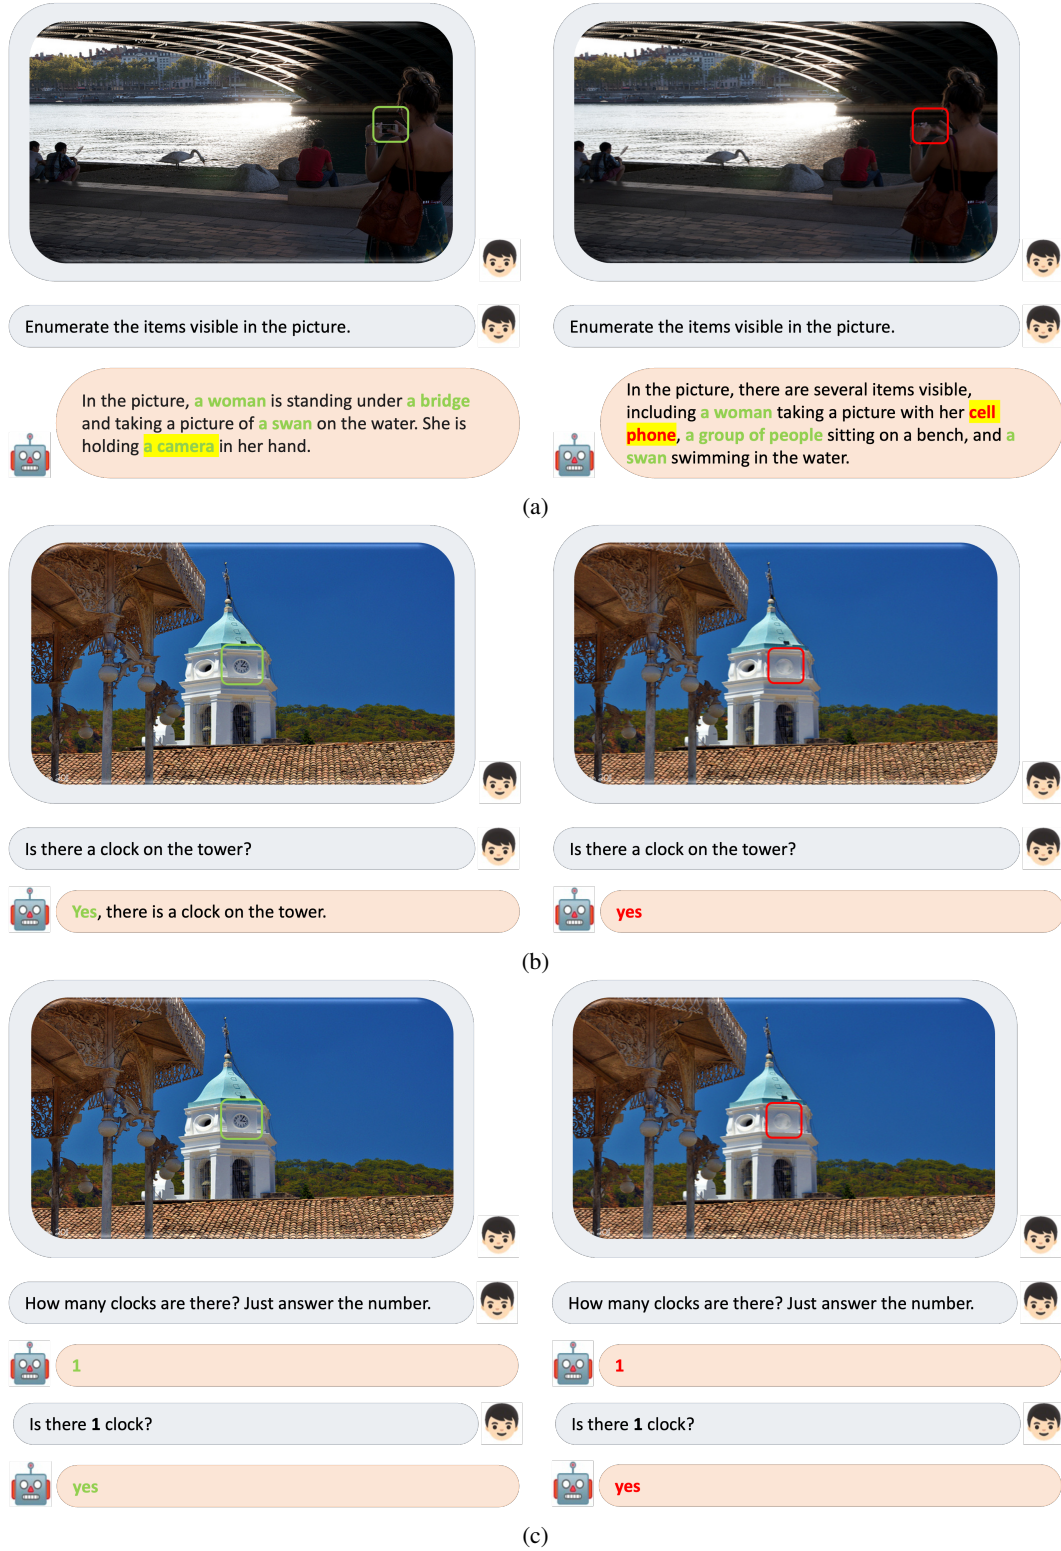 Enumerate the items visible in the picture.
Enumerate the items visible in the picture.
In the picture, a woman is standing under a bridge
and taking a picture of a swan on the water. She is
holding a camera in her hand.
In the picture, there are several items visible,
including a woman taking a picture with her cell
phone, a group of people sitting on a bench, and a
swan swimming in the water.
(a)
Is there a clock on the tower?
Is there a clock on the tower?
Yes, there is a clock on the tower.
yes
(b)
How many clocks are there? Just answer the number.
How many clocks are there? Just answer the number.
1
1
Is there 1 clock?
Is there 1 clock?
yes
yes
(c)